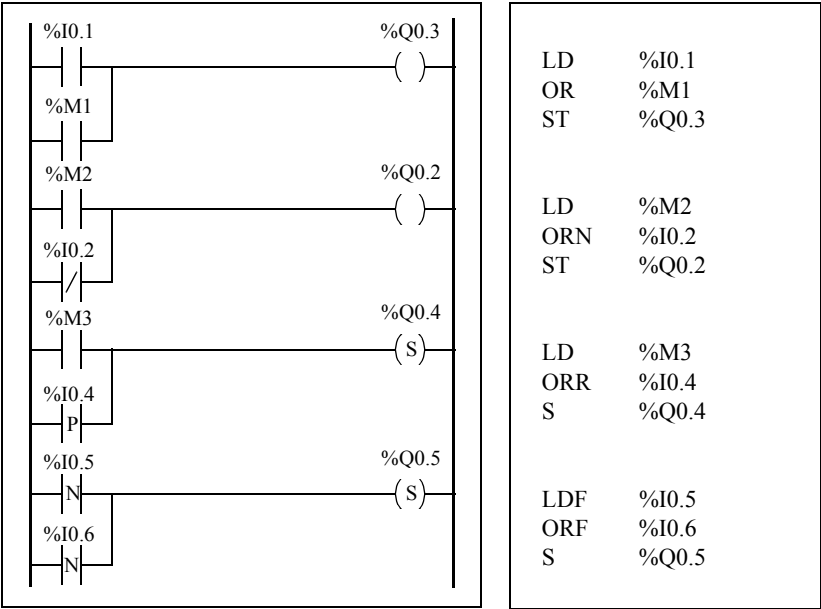 %I0.1 %Q0.3
%M1
%M2 %Q0.2
%I0.2
%M3 %Q0.4
S
%I0.4
P
%I0.5 %Q0.5
N S
%I0.6
N
LD %I0.1
OR %M1
ST %Q0.3
LD %M2
ORN %I0.2
ST %Q0.2
LD %M3
ORR %I0.4
S %Q0.4
LDF %I0.5
ORF %I0.6
S %Q0.5